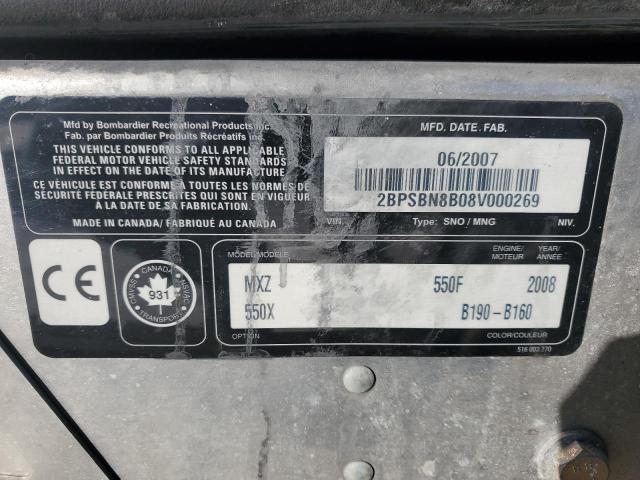 Mfd by Bombardier Recreational Products Inc.
Fab. par Bombardier Produits Récréatifs inc.
THIS VEHICLE CONFORMS TO ALL APPLICABLE
FEDERAL MOTOR VEHICLE SAFETY STANDARDS
IN EFFECT ON THE DATE OF MANUFACTURE
CE VÉHICULE EST CONFORME À TOUTES LES NORMES DE
SÉCURITÉ FÉDÉRALE PRESCRITES QUI SONT EN VIGUEUR
À LA DATE DE FABRICATION
MADE IN CANADA/ FABRIQUÉ AU CANADA
MFD. DATE. FAB.
06/2007
2BPSBN8B08V000269
VIN Type: SNO / MNG NIV.
CE
CANADA
CMVSS NSVAC
931
TRANSPORT
MODEL/MODÈLE ENGINE/MOTEUR YEAR/ANNÉE
MXZ 550F 2008
550X B190-B160
OPTION COLOR/COULEUR
516 003 770